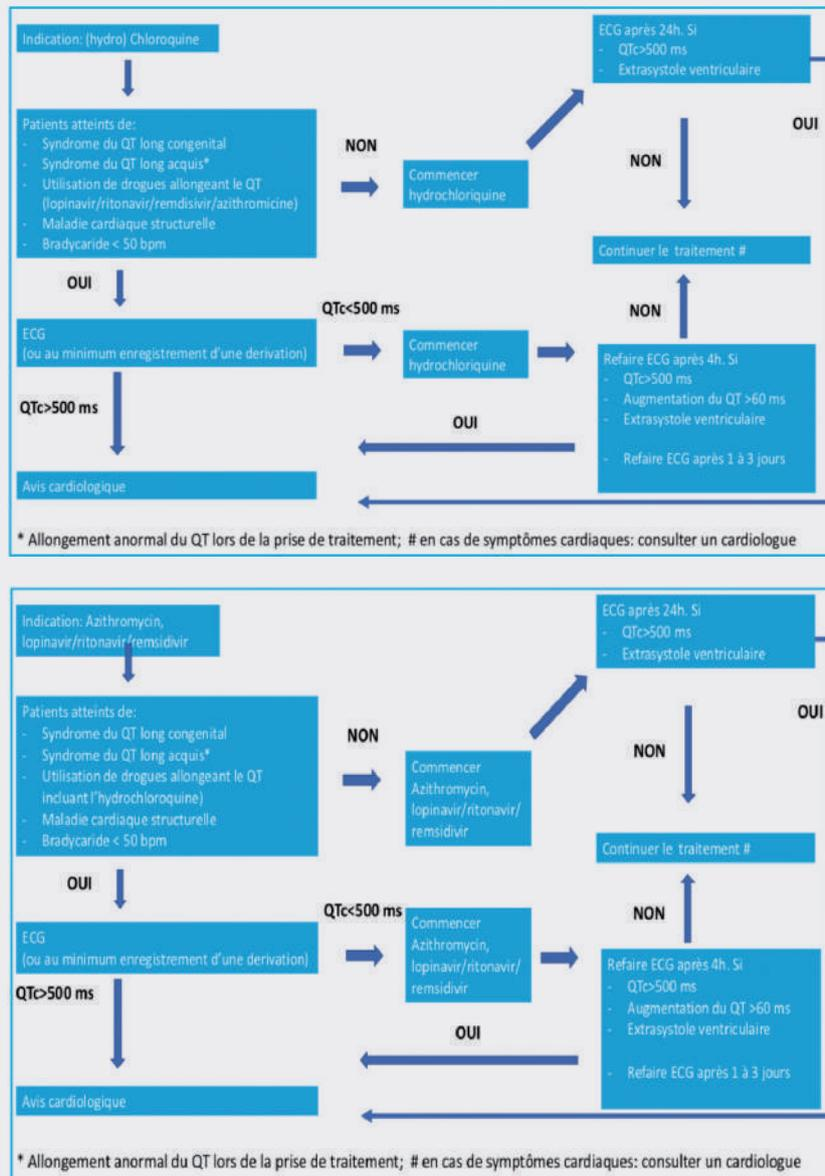 Indication: (hydro) Chloroquine
Patients atteints de:
- Syndrome du QT long congenital
- Syndrome du QT long acquis*
- Utilisation de drogues allongeant le QT
(lopinavir/ritonavir/remdisivir/azithromicine)
- Maladie cardiaque structurelle
- Bradycaride < 50 bpm
NON
Commencer
hydrochloriquine
ECG après 24h. Si
- QTc>500 ms
- Extrasystole ventriculaire
OUI
NON
Continuer le traitement #
OUI
ECG
(ou au minimum enregistrement d'une derivation)
QTc<500 ms
Commencer
hydrochloriquine
NON
Refaire ECG après 4h. Si
- QTc>500 ms
- Augmentation du QT >60 ms
- Extrasystole ventriculaire
- Refaire ECG après 1 à 3 jours
QTc>500 ms
OUI
Avis cardiologique
* Allongement anormal du QT lors de la prise de traitement; # en cas de symptômes cardiaques: consulter un cardiologue
Indication: Azithromycin,
lopinavir/ritonavir/remsidivir
Patients atteints de:
- Syndrome du QT long congenital
- Syndrome du QT long acquis*
- Utilisation de drogues allongeant le QT
incluant l'hydrochloroquine)
- Maladie cardiaque structurelle
- Bradycaride < 50 bpm
NON
Commencer
Azithromycin,
lopinavir/ritonavir/
remsidivir
ECG après 24h. Si
- QTc>500 ms
- Extrasystole ventriculaire
OUI
NON
Continuer le traitement #
OUI
ECG
(ou au minimum enregistrement d'une derivation)
QTc<500 ms
Commencer
Azithromycin,
lopinavir/ritonavir/
remsidivir
NON
Refaire ECG après 4h. Si
- QTc>500 ms
- Augmentation du QT >60 ms
- Extrasystole ventriculaire
- Refaire ECG après 1 à 3 jours
QTc>500 ms
OUI
Avis cardiologique
* Allongement anormal du QT lors de la prise de traitement; # en cas de symptômes cardiaques: consulter un cardiologue